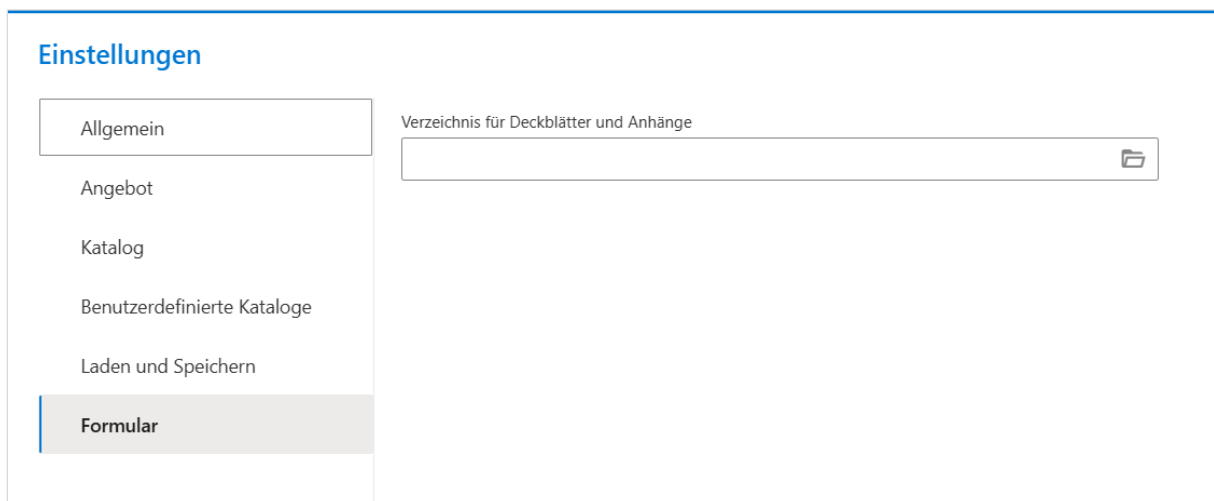 Einstellungen
Allgemein
Angebot
Katalog
Benutzerdefinierte Kataloge
Laden und Speichern
Formular
Verzeichnis für Deckblätter und Anhänge